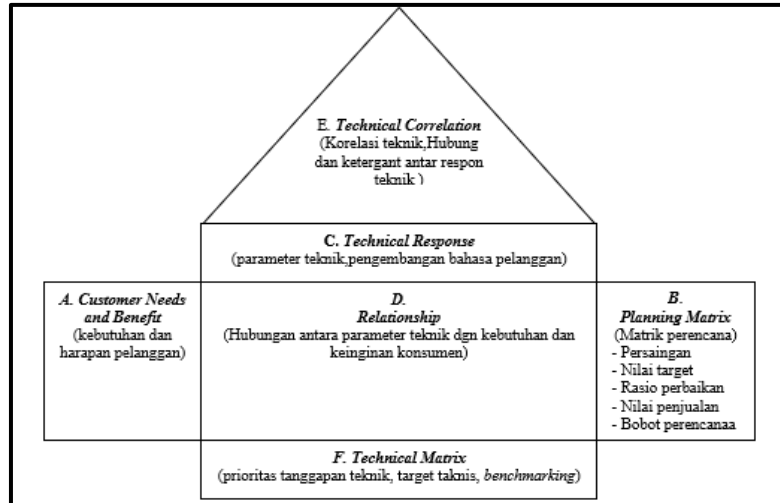 E. Technical Correlation
(Korelasi teknik,Hubung
dan ketergant antar respon
teknik )
C. Technical Response
(parameter teknik,pengembangan bahasa pelanggan)
A. Customer Needs
and Benefit
(kebutuhan dan
harapan pelanggan)
D.
Relationship
(Hubungan antara parameter teknik dgn kebutuhan dan
keinginan konsumen)
B.
Planning Matrix
(Matrik perencana)
- Persaingan
- Nilai target
- Rasio perbaikan
- Nilai penjualan
- Bobot perencanaa
F. Technical Matrix
(prioritas tanggapan teknik, target taknis, benchmarking)